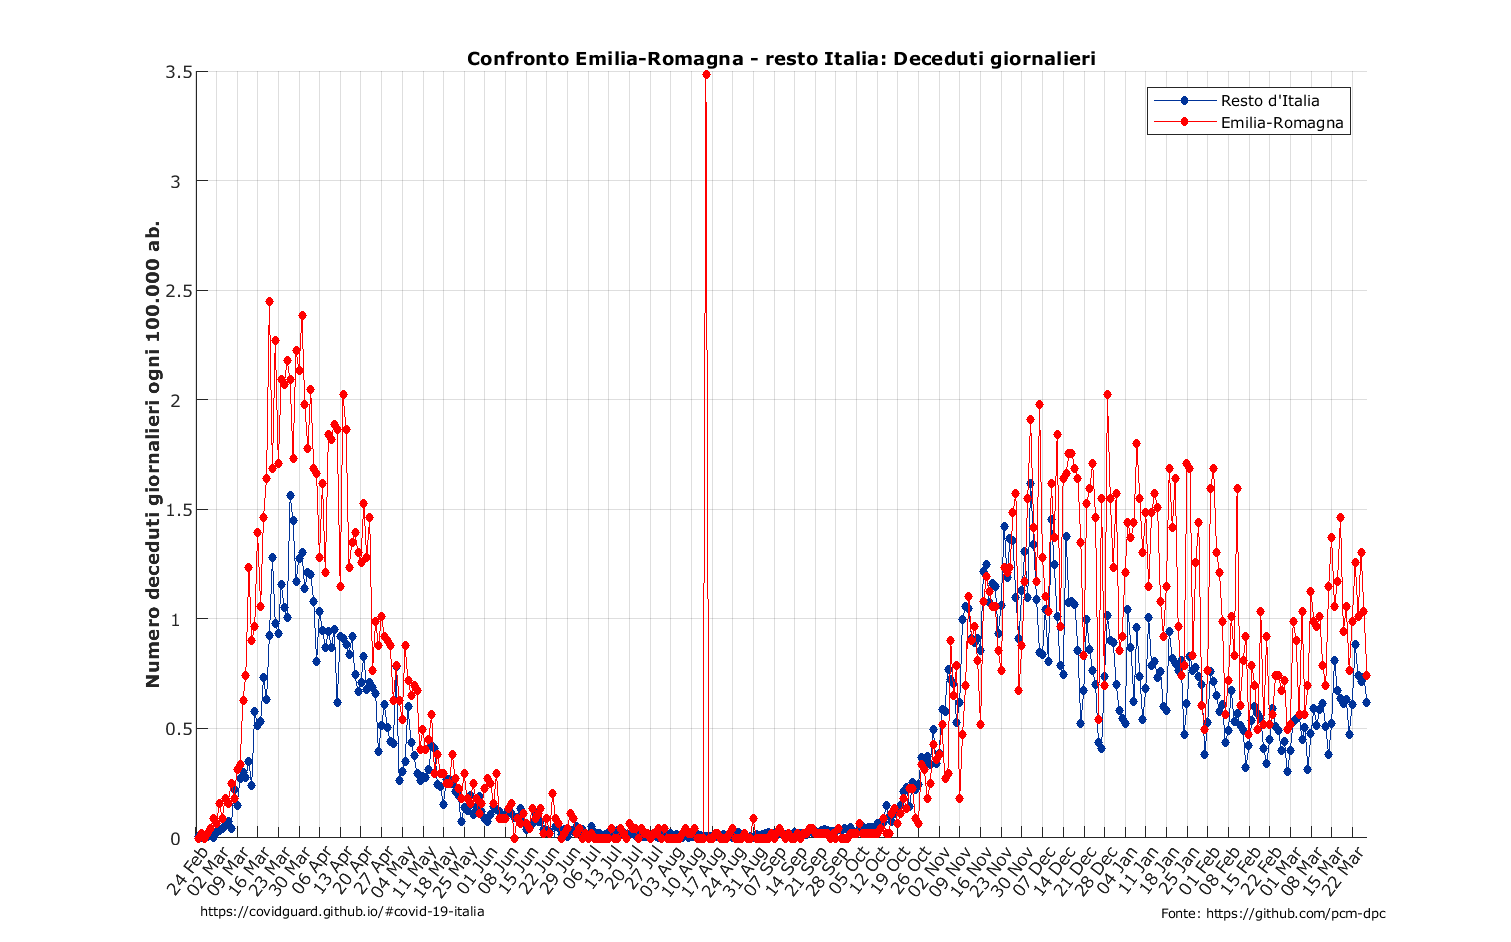 Confronto Emilia-Romagna - resto Italia: Deceduti giornalieri
Resto d'Italia
Emilia-Romagna
Numero deceduti giornalieri ogni 100.000 ab.
3.5
3
2.5
2
1.5
1
0.5
0
24 Feb
02 Mar
09 Mar
16 Mar
23 Mar
30 Mar
06 Apr
13 Apr
20 Apr
27 Apr
04 May
11 May
18 May
25 May
01 Jun
08 Jun
15 Jun
22 Jun
29 Jun
06 Jul
13 Jul
20 Jul
27 Jul
03 Aug
10 Aug
17 Aug
24 Aug
31 Aug
07 Sep
14 Sep
21 Sep
28 Sep
05 Oct
12 Oct
19 Oct
26 Oct
02 Nov
09 Nov
16 Nov
23 Nov
30 Nov
07 Dec
14 Dec
21 Dec
28 Dec
04 Jan
11 Jan
18 Jan
25 Jan
01 Feb
08 Feb
15 Feb
22 Feb
01 Mar
08 Mar
15 Mar
22 Mar
https://covidguard.github.io/#covid-19-italia
Fonte: https://github.com/pcm-dpc